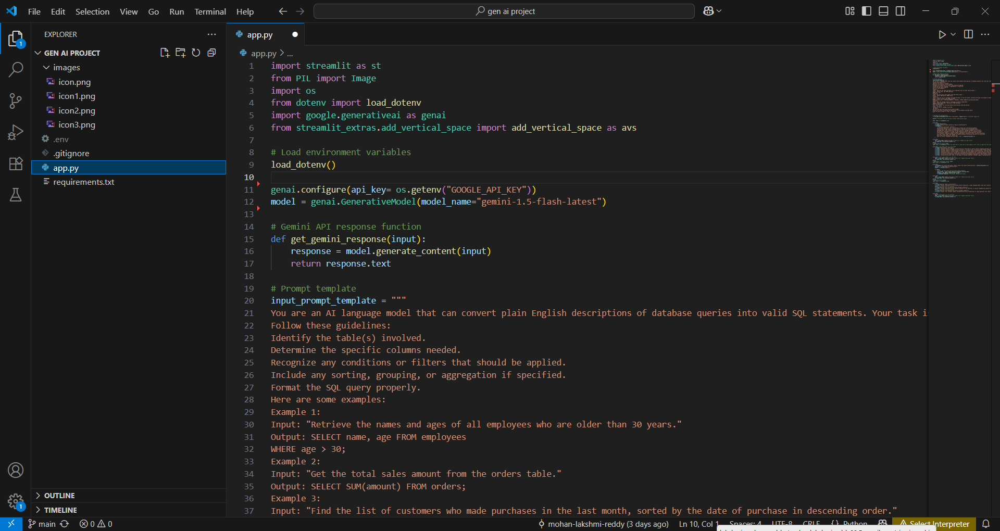 File Edit Selection View Go Run Terminal Help
gen ai project
EXPLORER
GEN AI PROJECT
images
icon.png
icon1.png
icon2.png
icon3.png
.env
.gitignore
app.py
requirements.txt
OUTLINE
TIMELINE
1
1
app.py
app.py > ...
1 import streamlit as st
2 from PIL import Image
3 import os
4 from dotenv import load_dotenv
5 import google.generativeai as genai
6 from streamlit_extras.add_vertical_space import add_vertical_space as avs
7
8 # Load environment variables
9 load_dotenv()
10
11 genai.configure(api_key= os.getenv("GOOGLE_API_KEY"))
12 model = genai.GenerativeModel(model_name="gemini-1.5-flash-latest")
13
14 # Gemini API response function
15 def get_gemini_response(input):
16 response = model.generate_content(input)
17 return response.text
18
19 # Prompt template
20 input_prompt_template = """
21 You are an AI language model that can convert plain English descriptions of database queries into valid SQL statements. Your task i
22 Follow these guidelines:
23 Identify the table(s) involved.
24 Determine the specific columns needed.
25 Recognize any conditions or filters that should be applied.
26 Include any sorting, grouping, or aggregation if specified.
27 Format the SQL query properly.
28 Here are some examples:
29 Example 1:
30 Input: "Retrieve the names and ages of all employees who are older than 30 years."
31 Output: SELECT name, age FROM employees
32 WHERE age > 30;
33 Example 2:
34 Input: "Get the total sales amount from the orders table."
35 Output: SELECT SUM(amount) FROM orders;
36 Example 3:
37 Input: "Find the list of customers who made purchases in the last month, sorted by the date of purchase in descending order."
main 0 0 mohan-lakshmi-reddy (3 days ago) Ln 10, Col 1 Spaces: 4 UTF-8 CRLF {} Python Select Interpreter